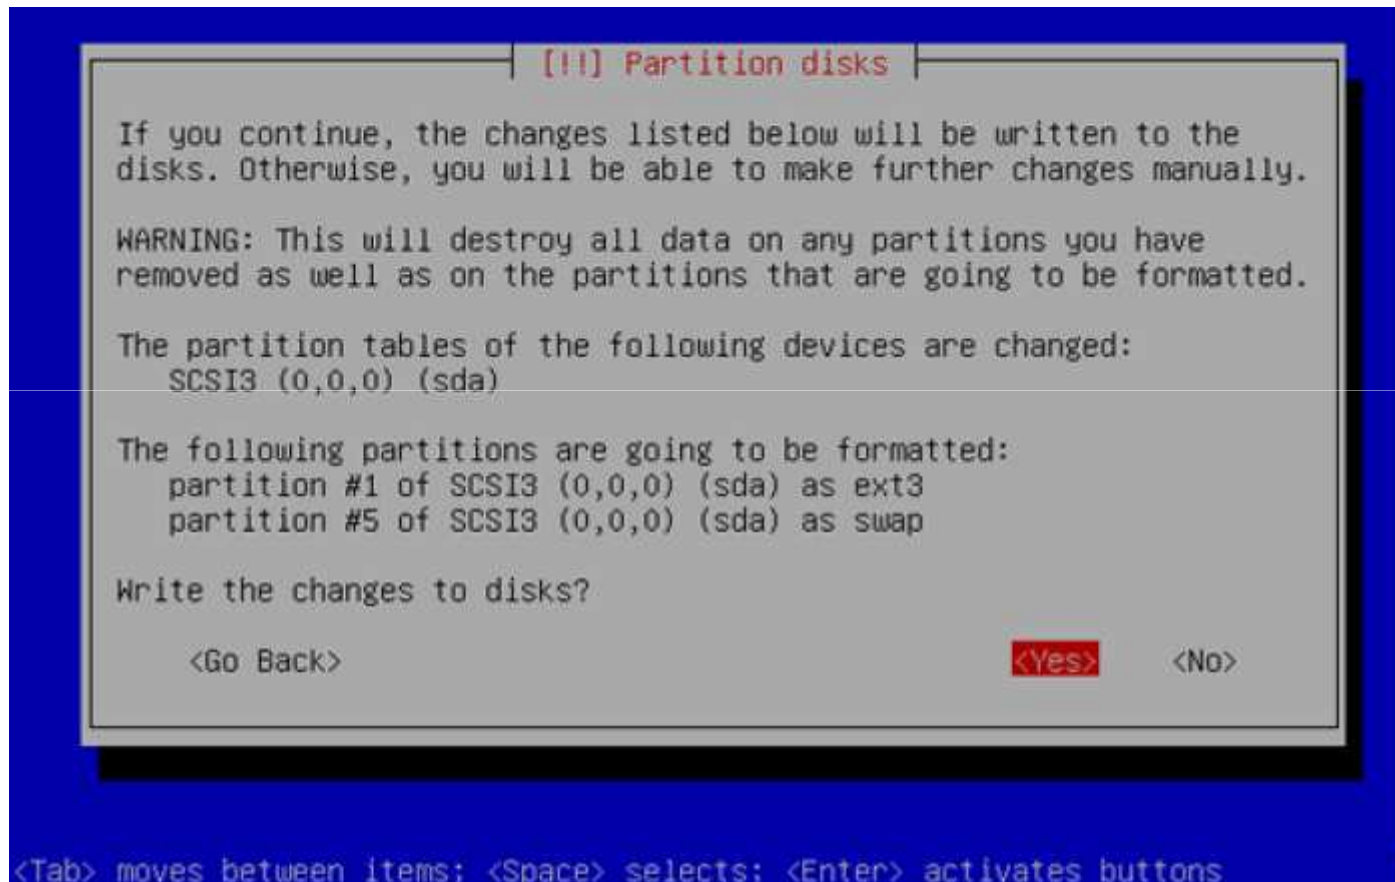 [!!] Partition disks
If you continue, the changes listed below will be written to the
disks. Otherwise, you will be able to make further changes manually.
WARNING: This will destroy all data on any partitions you have
removed as well as on the partitions that are going to be formatted.
The partition tables of the following devices are changed:
SCSI3 (0,0,0) (sda)
The following partitions are going to be formatted:
partition #1 of SCSI3 (0,0,0) (sda) as ext3
partition #5 of SCSI3 (0,0,0) (sda) as swap
Write the changes to disks?
<Go Back> <Yes> <No>
<Tab> moves between items; <Space> selects; <Enter> activates buttons